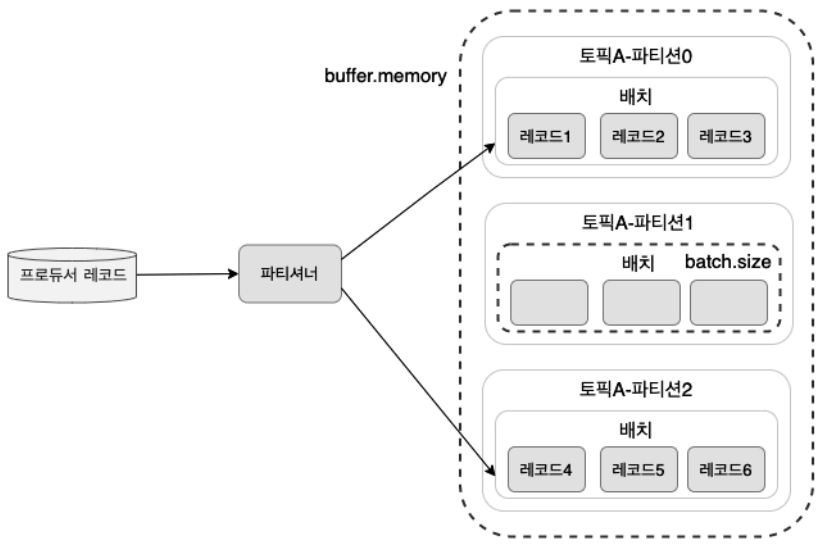 buffer.memory
토픽A-파티션0
배치
레코드1
레코드2
레코드3
프로듀서 레코드
파티셔너
토픽A-파티션1
배치
batch.size
토픽A-파티션2
배치
레코드4
레코드5
레코드6